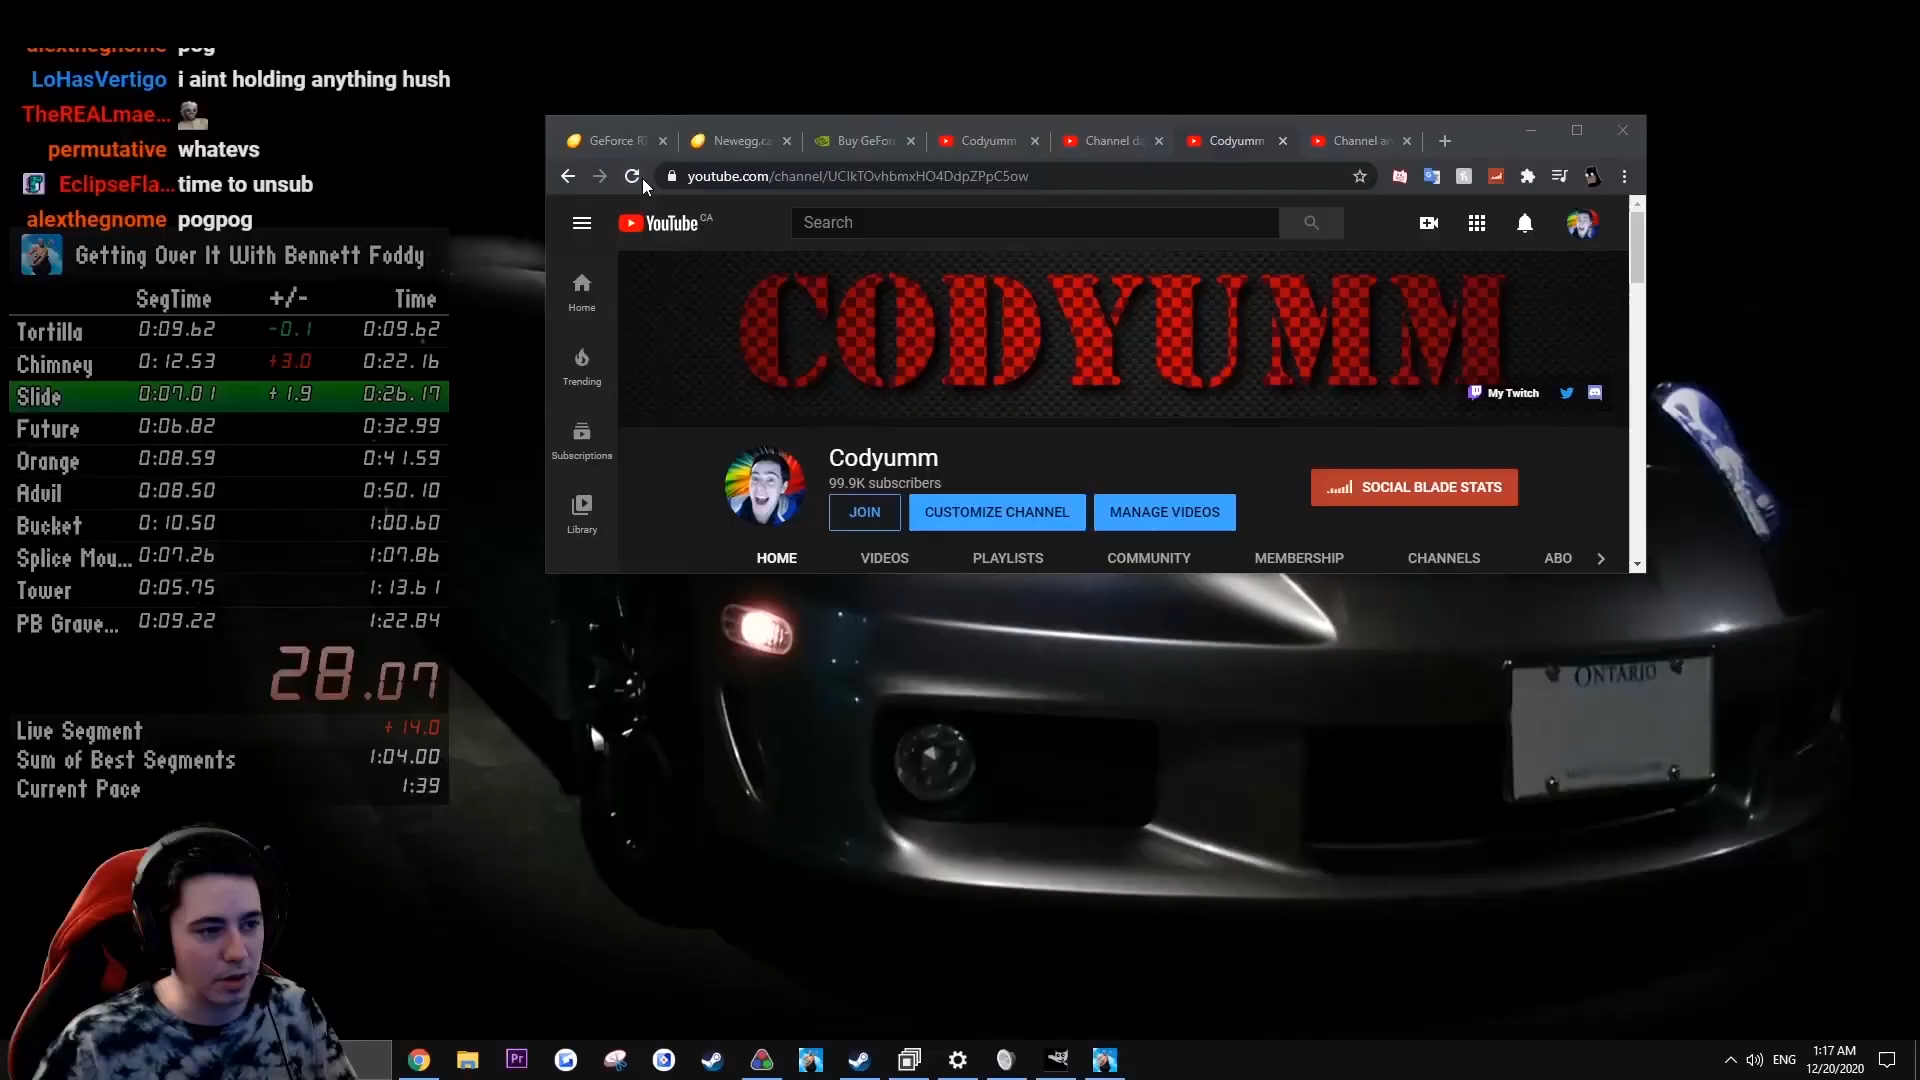 alexthegnome pog
LoHasVertigo i aint holding anything hush
TheREALmae...
permutative whatevs
EclipseFla... time to unsub
alexthegnome pogpog
Getting Over It With Bennett Foddy
SegTime +/- Time
Tortilla 0:09.62 -0.1 0:09.62
Chimney 0:12.53 +3.0 0:22.16
Slide 0:07.01 +1.9 0:26.17
Future 0:06.82 0:32.99
Orange 0:08.59 0:41.59
Advil 0:08.50 0:50.10
Bucket 0:10.50 1:00.60
Splice Mou... 0:07.26 1:07.86
Tower 0:05.75 1:13.61
PB Grave... 0:09.22 1:22.84
28.07
Live Segment +14.0
Sum of Best Segments 1:04.00
Current Pace 1:39
GeForce RT
Newegg.ca
Buy GeFor
Codyumm
Channel da
Codyumm
Channel an
youtube.com/channel/UClkTOvhbmxHO4DdpZPpC5ow
YouTube CA
Search
Home
Trending
Subscriptions
Library
CODYUMM
My Twitch
Codyumm
99.9K subscribers
JOIN
CUSTOMIZE CHANNEL
MANAGE VIDEOS
SOCIAL BLADE STATS
HOME VIDEOS PLAYLISTS COMMUNITY MEMBERSHIP CHANNELS ABO
ONTARIO
Pr
ENG
1:17 AM
12/20/2020